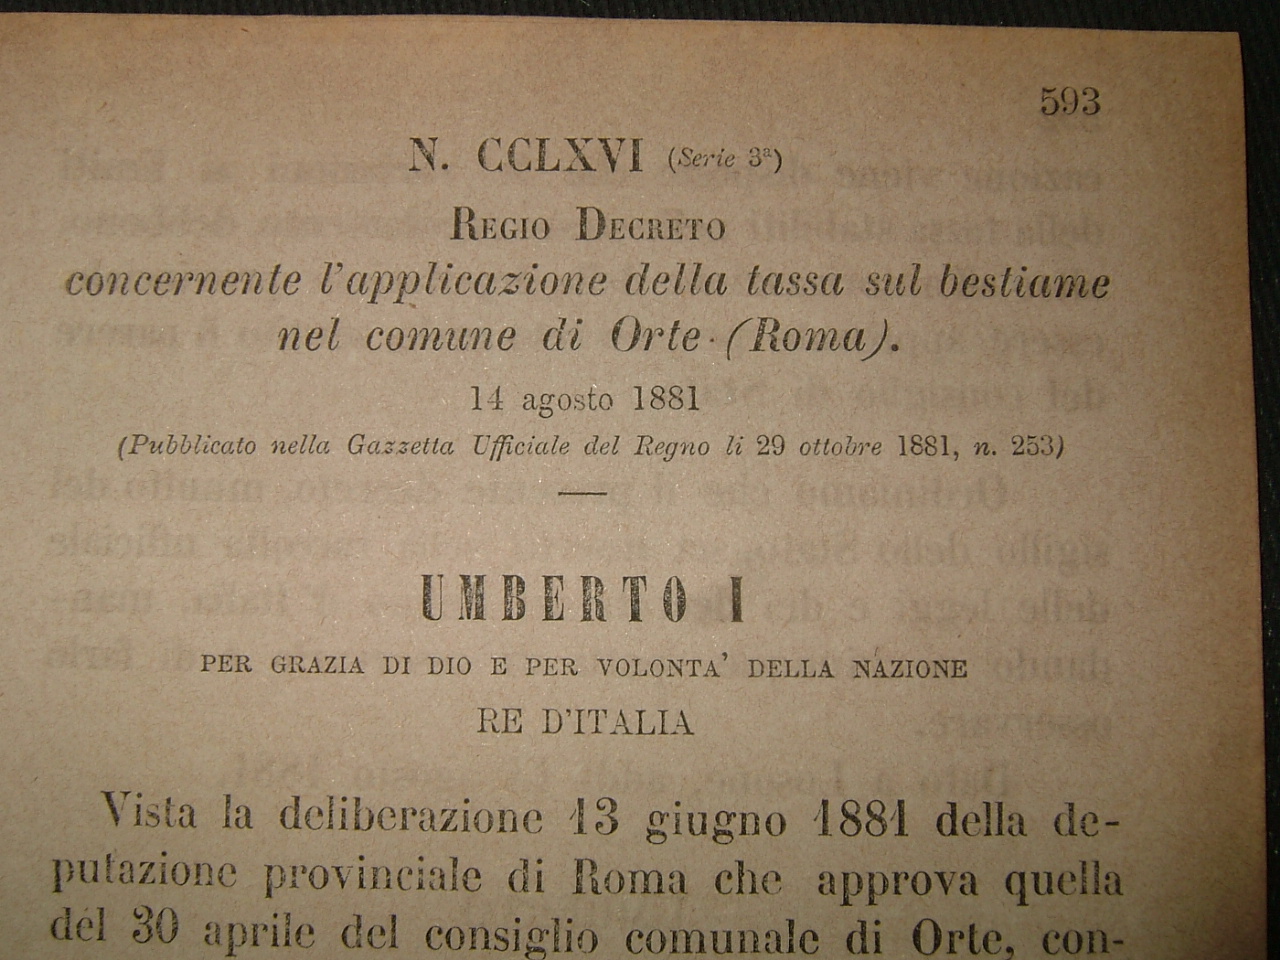 593
N. CCLXVI (Serie 3ª)
REGIO DECRETO
concernente l'applicazione della tassa sul bestiame
nel comune di Orte (Roma).
14 agosto 1881
(Pubblicato nella Gazzetta Ufficiale del Regno li 29 ottobre 1881, n. 253)
UMBERTO I
PER GRAZIA DI DIO E PER VOLONTA' DELLA NAZIONE
RE D'ITALIA
Vista la deliberazione 13 giugno 1881 della de-
putazione provinciale di Roma che approva quella
del 30 aprile del consiglio comunale di Orte, con-